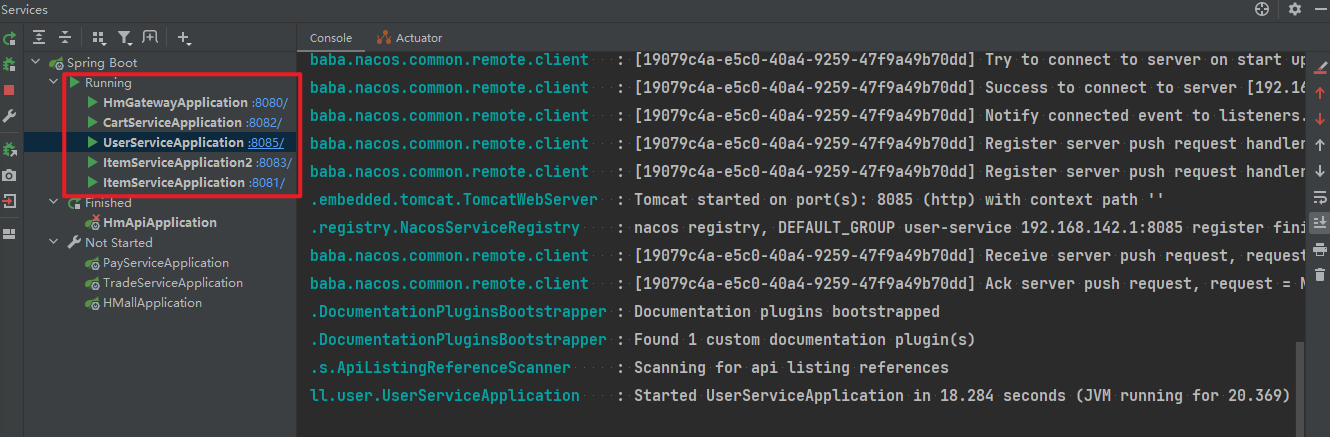 Services
Console
Actuator
Spring Boot
Running
HmGatewayApplication :8080/
CartServiceApplication :8082/
UserServiceApplication :8085/
ItemServiceApplication2 :8083/
ItemServiceApplication :8081/
Finished
HmApiApplication
Not Started
PayServiceApplication
TradeServiceApplication
HMallApplication
baba.nacos.common.remote.client : [19079c4a-e5c0-40a4-9259-47f9a49b70dd] Try to connect to server on start up
baba.nacos.common.remote.client : [19079c4a-e5c0-40a4-9259-47f9a49b70dd] Success to connect to server [192.16
baba.nacos.common.remote.client : [19079c4a-e5c0-40a4-9259-47f9a49b70dd] Notify connected event to listeners.
baba.nacos.common.remote.client : [19079c4a-e5c0-40a4-9259-47f9a49b70dd] Register server push request handler
baba.nacos.common.remote.client : [19079c4a-e5c0-40a4-9259-47f9a49b70dd] Register server push request handler
.embedded.tomcat.TomcatWebServer : Tomcat started on port(s): 8085 (http) with context path ''
.registry.NacosServiceRegistry : nacos registry, DEFAULT_GROUP user-service 192.168.142.1:8085 register fini
baba.nacos.common.remote.client : [19079c4a-e5c0-40a4-9259-47f9a49b70dd] Receive server push request, request
baba.nacos.common.remote.client : [19079c4a-e5c0-40a4-9259-47f9a49b70dd] Ack server push request, request = N
.DocumentationPluginsBootstrapper : Documentation plugins bootstrapped
.DocumentationPluginsBootstrapper : Found 1 custom documentation plugin(s)
.s.ApiListingReferenceScanner : Scanning for api listing references
ll.user.UserServiceApplication : Started UserServiceApplication in 18.284 seconds (JVM running for 20.369)